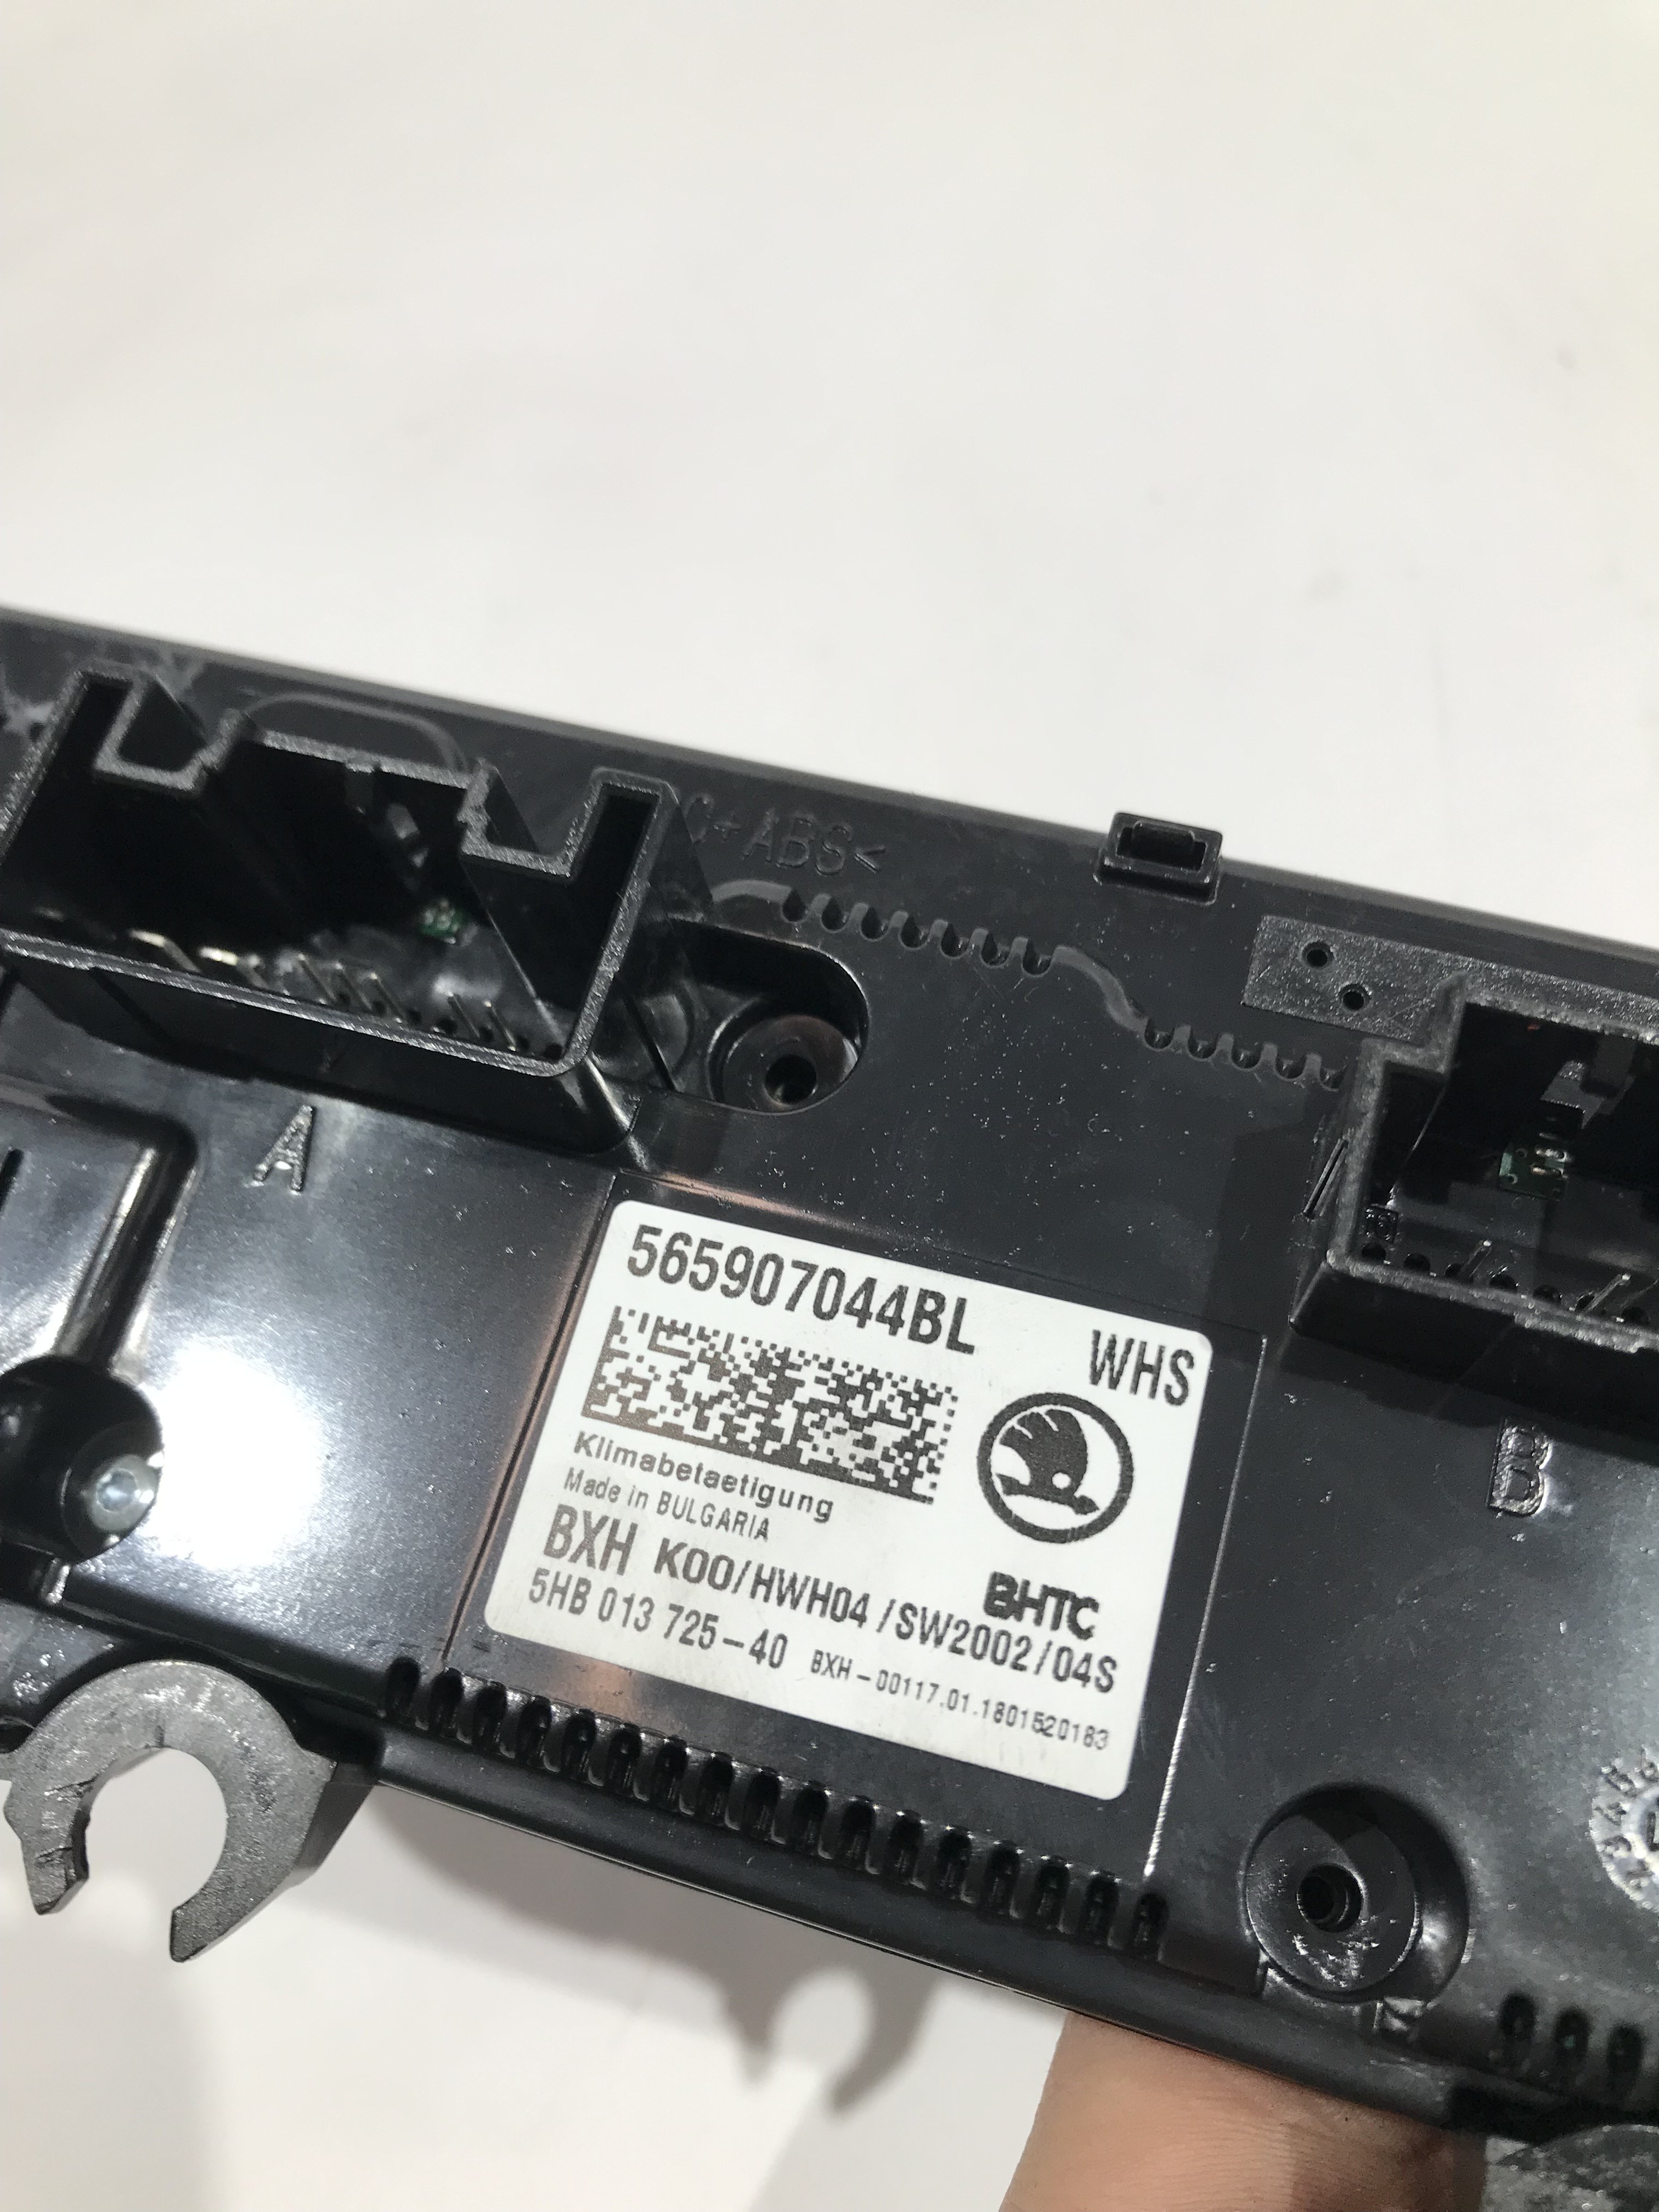 C+ABS<
A
B
565907044BL
WHS
Klimabetaetigung
Made in BULGARIA
BXH K00/HWH04/SW2002/04S
BHTC
5HB 013 725-40 BXH-00117.01.1801520183